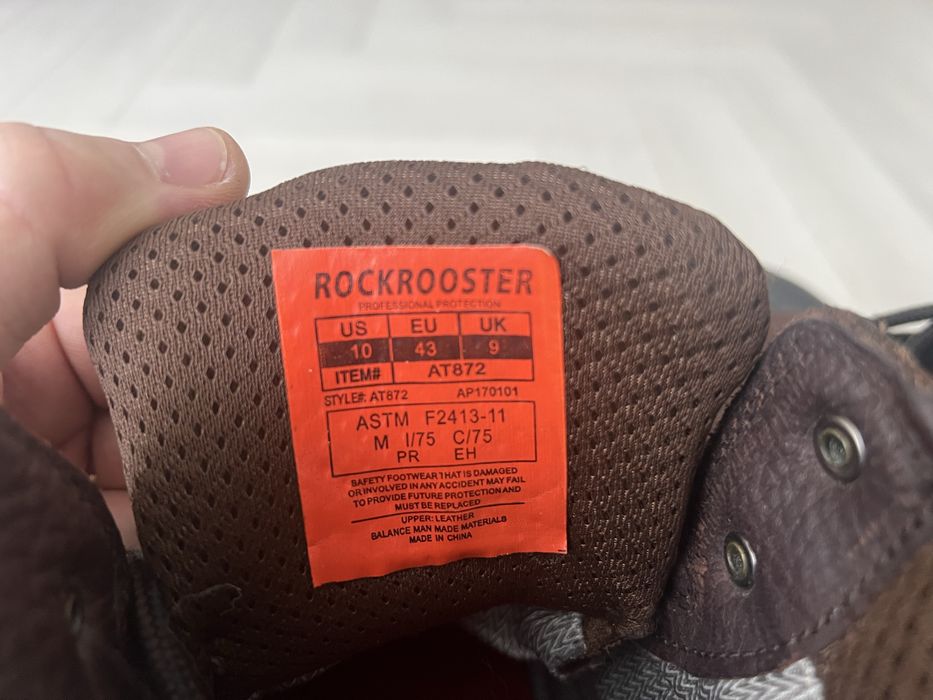 ROCKROOSTER
PROFESSIONAL PROTECTION
US EU UK
10 43 9
ITEM# AT872
STYLE#: AT872 AP170101
ASTM F2413-11
M I/75 C/75
PR EH
SAFETY FOOTWEAR THAT IS DAMAGED
OR INVOLVED IN ANY ACCIDENT MAY FAIL
TO PROVIDE FUTURE PROTECTION AND
MUST BE REPLACED
UPPER: LEATHER
BALANCE MAN MADE MATERIALS
MADE IN CHINA